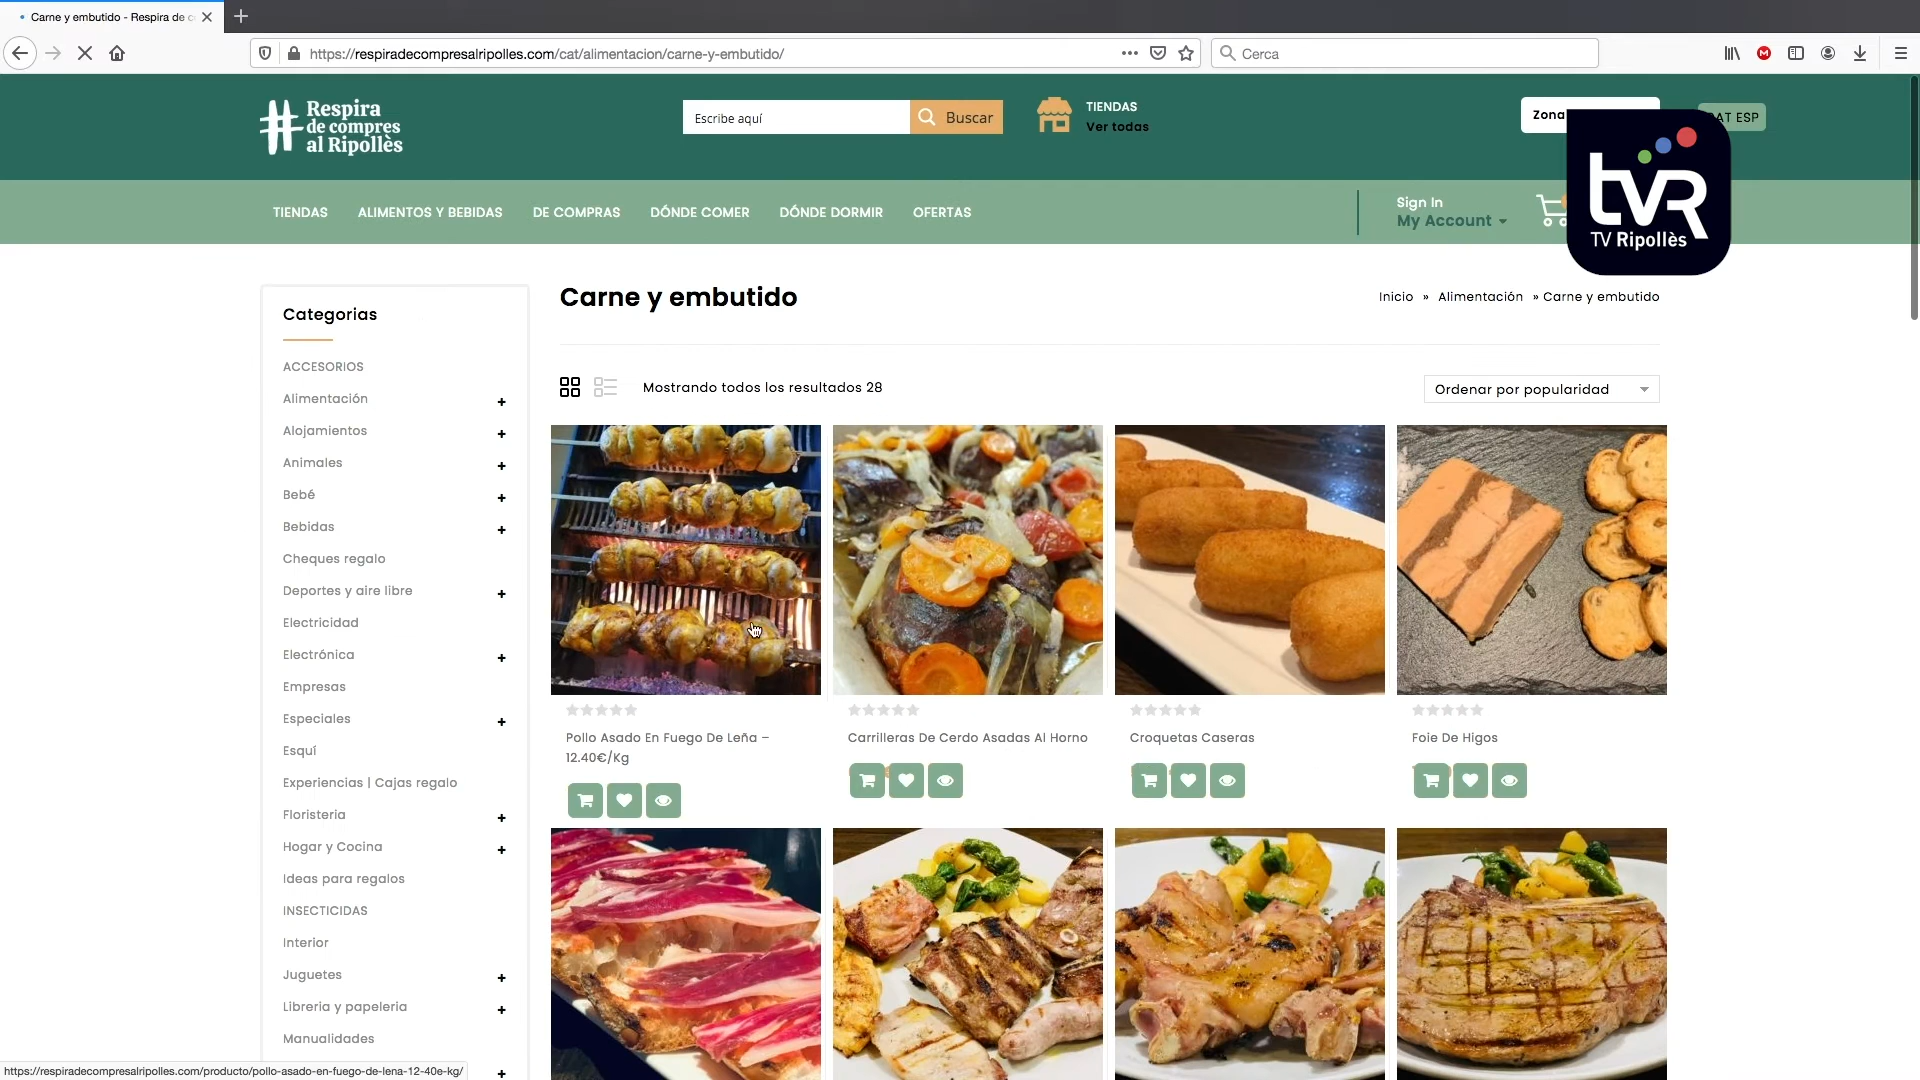 Carne y embutido - Respira de c
https://respiradecompresalripolles.com/cat/alimentacion/carne-y-embutido/
Cerca
Respira
de compres
al Ripollès
Escribe aquí
Buscar
TIENDAS
Ver todas
Zona
AT ESP
tvR
TV Ripollès
TIENDAS
ALIMENTOS Y BEBIDAS
DE COMPRAS
DÓNDE COMER
DÓNDE DORMIR
OFERTAS
Sign In
My Account
Categorias
ACCESORIOS
Alimentación +
Alojamientos +
Animales +
Bebé +
Bebidas +
Cheques regalo
Deportes y aire libre +
Electricidad
Electrónica +
Empresas
Especiales +
Esquí
Experiencias | Cajas regalo
Floristeria +
Hogar y Cocina +
Ideas para regalos
INSECTICIDAS
Interior
Juguetes +
Libreria y papeleria +
Manualidades
+
Carne y embutido
Inicio » Alimentación » Carne y embutido
Mostrando todos los resultados 28
Ordenar por popularidad
Pollo Asado En Fuego De Leña –
12.40€/Kg
Carrilleras De Cerdo Asadas Al Horno
Croquetas Caseras
Foie De Higos
https://respiradecompresalripolles.com/producto/pollo-asado-en-fuego-de-lena-12-40e-kg/